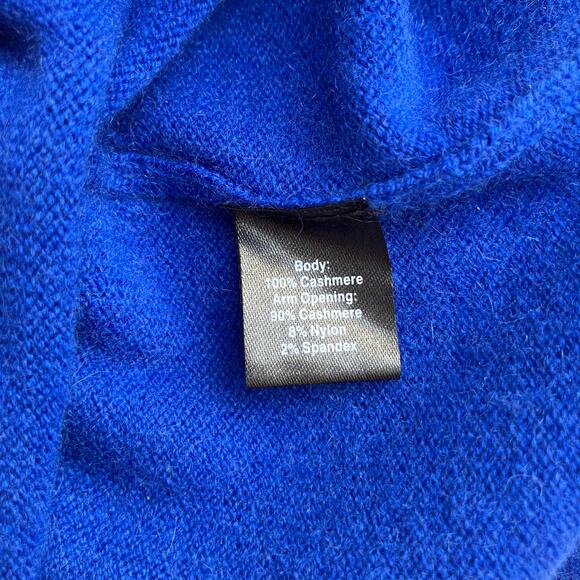 Body:
100% Cashmere
Arm Opening:
90% Cashmere
8% Nylon
2% Spandex